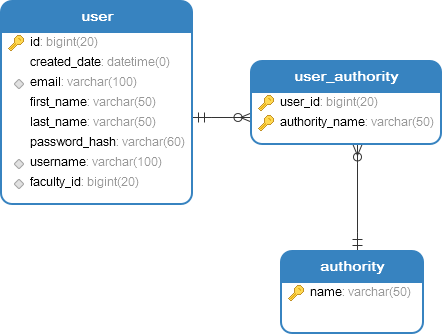 user
id: bigint(20)
created_date: datetime(0)
email: varchar(100)
first_name: varchar(50)
last_name: varchar(50)
password_hash: varchar(60)
username: varchar(100)
faculty_id: bigint(20)
user_authority
user_id: bigint(20)
authority_name: varchar(50)
authority
name: varchar(50)